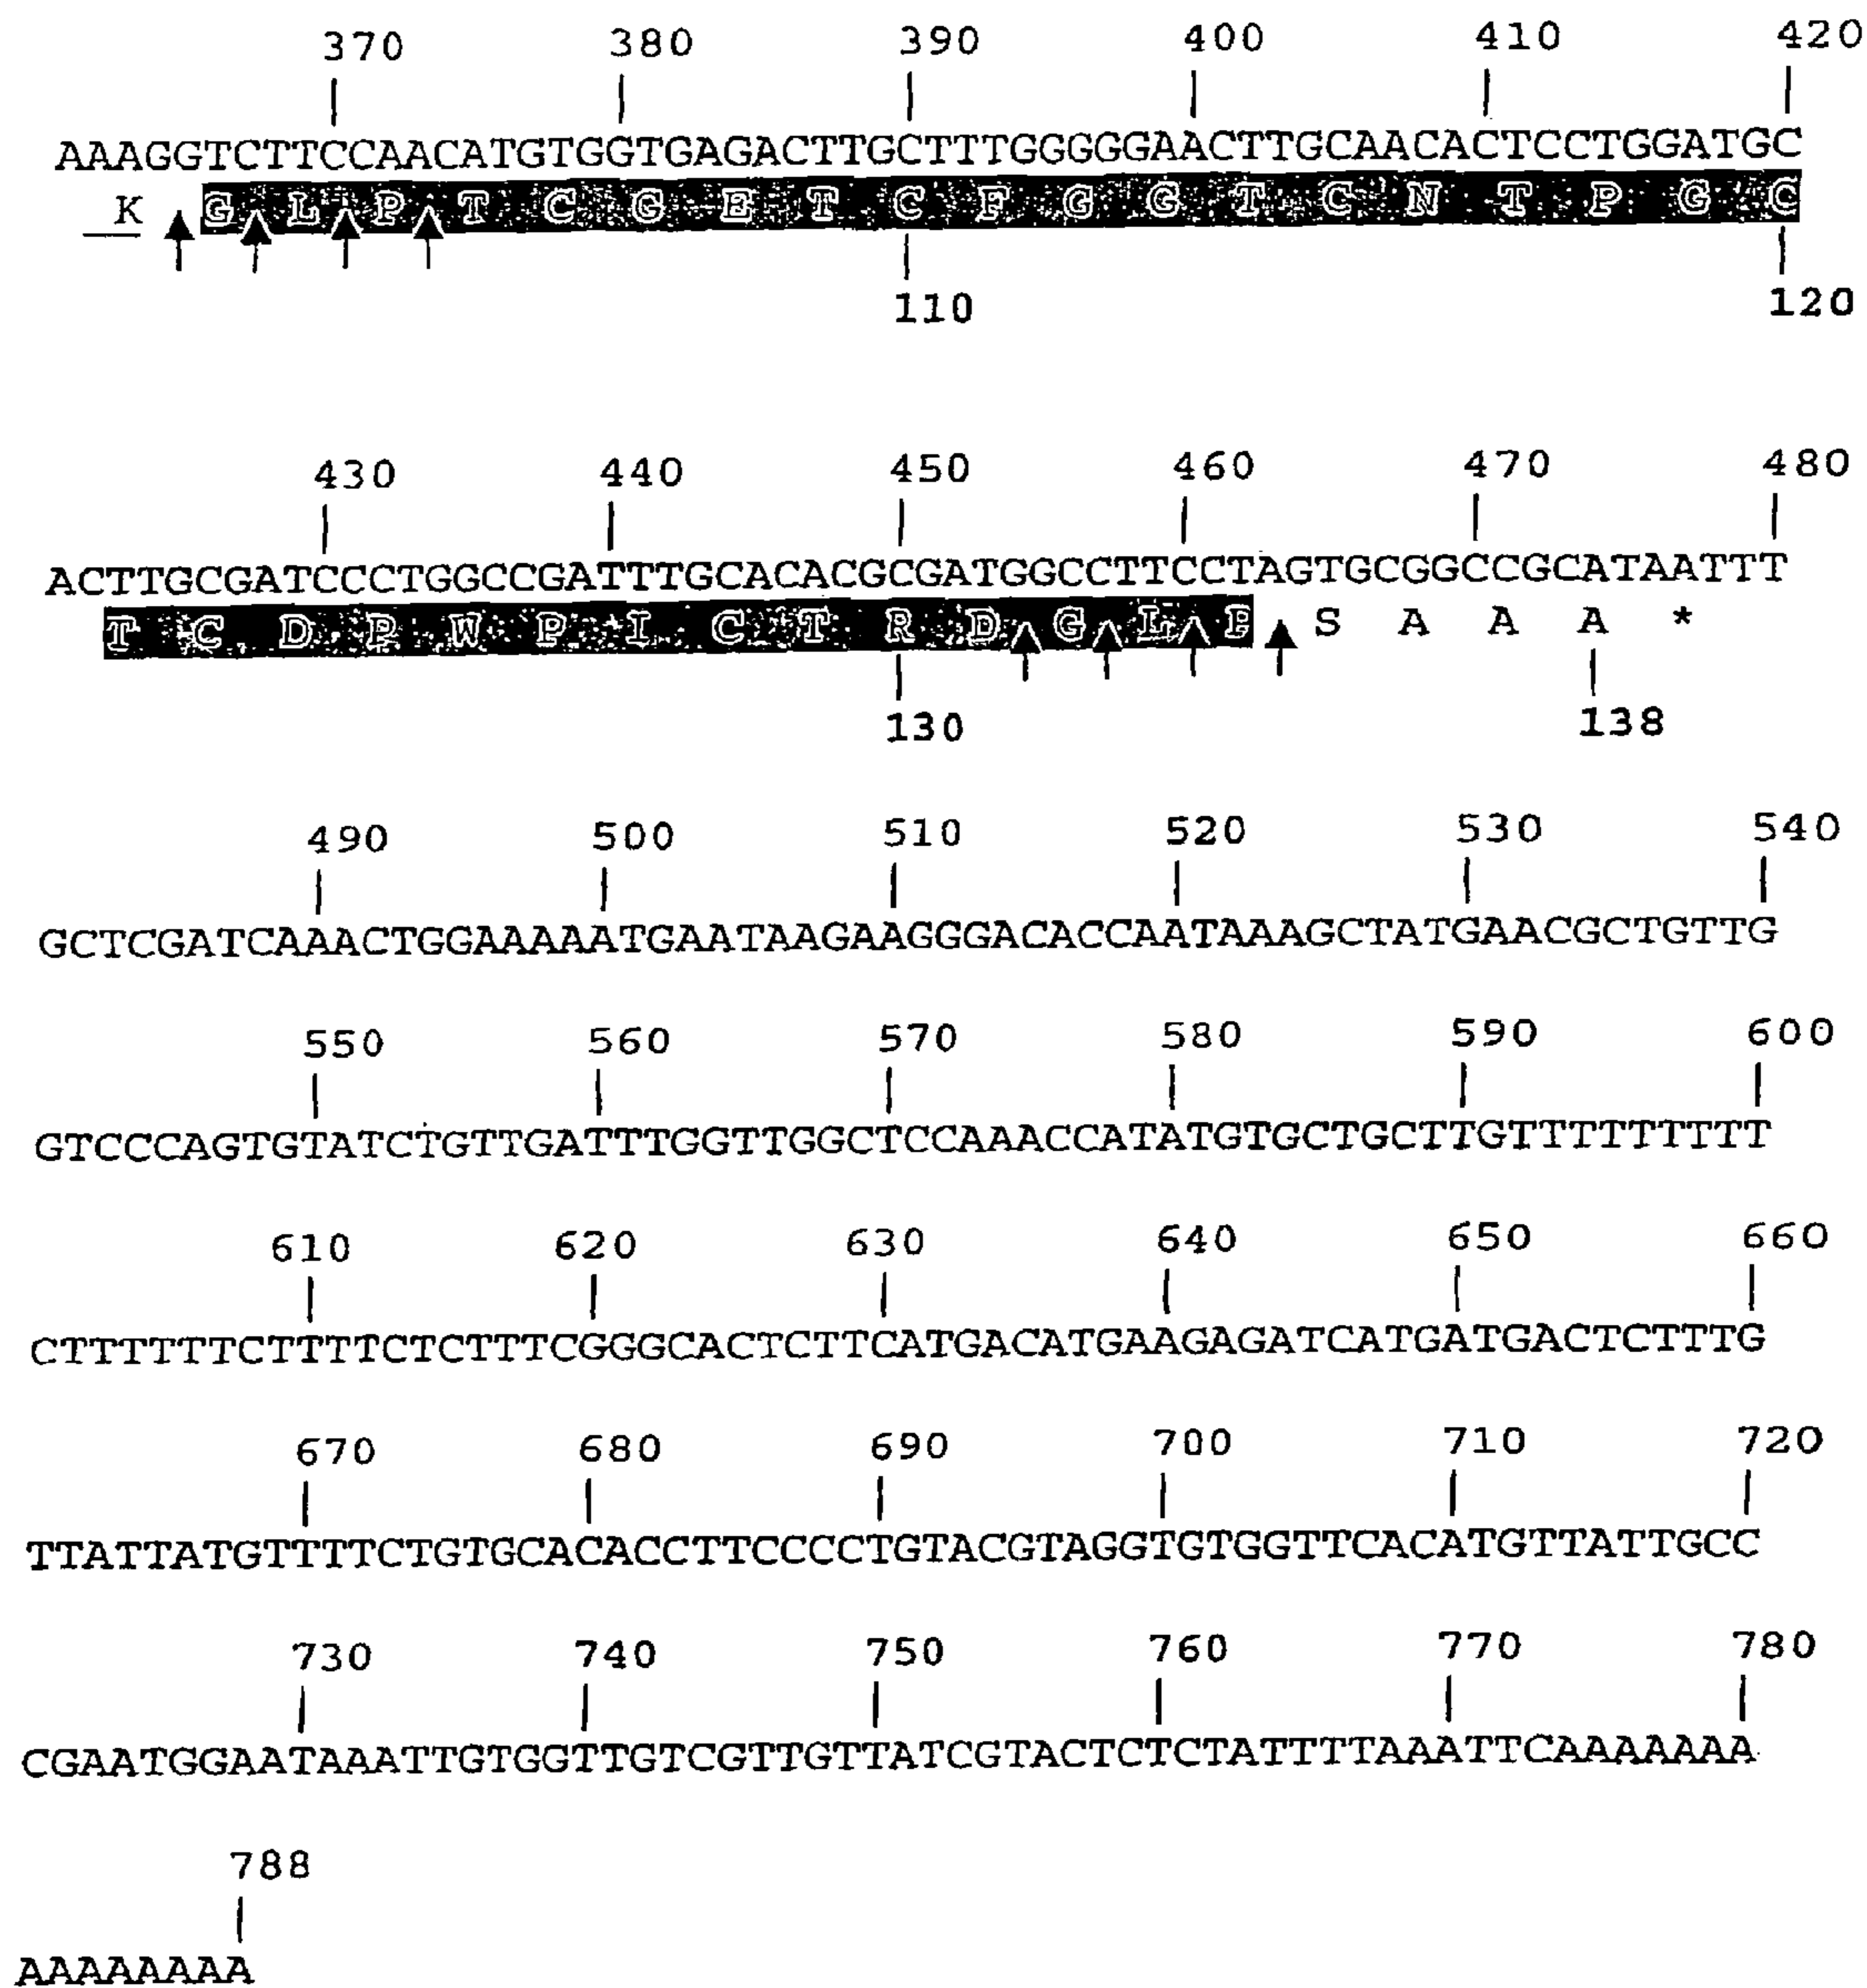 370 380 390 400 410 420
AAAGGTCTTCCAACATGTGGTGAGACTTGCTTTGGGGGAACTTGCAACACTCCTGGATGC
K G L P T C G E T C F G G T C N T P G C
110 120
430 440 450 460 470 480
ACTTGCGATCCCTGGCCGATTTGCACACGCGATGGCCTTCCTAGTGCGGCCGCATAATTT
T C D P W P I C T R D G L P S A A A *
130 138
490 500 510 520 530 540
GCTCGATCAAACTGGAAAAATGAATAAGAAGGGACACCAATAAAGCTATGAACGCTGTTG
550 560 570 580 590 600
GTCCCAGTGTATCTGTTGATTTGGTTGGCTCCAAACCATATGTGCTGCTTGTTTTTTTTT
610 620 630 640 650 660
CTTTTTTCTTTTCTCTTTCGGGCACTCTTCATGACATGAAGAGATCATGATGACTCTTTG
670 680 690 700 710 720
TTATTATGTTTTCTGTGCACACCTTCCCCTGTACGTAGGTGTGGTTCACATGTTATTGCC
730 740 750 760 770 780
CGAATGGAATAAATTGTGGTTGTCGTTGTTATCGTACTCTCTATTTTAAATTCAAAAAAA
788
AAAAAAAA